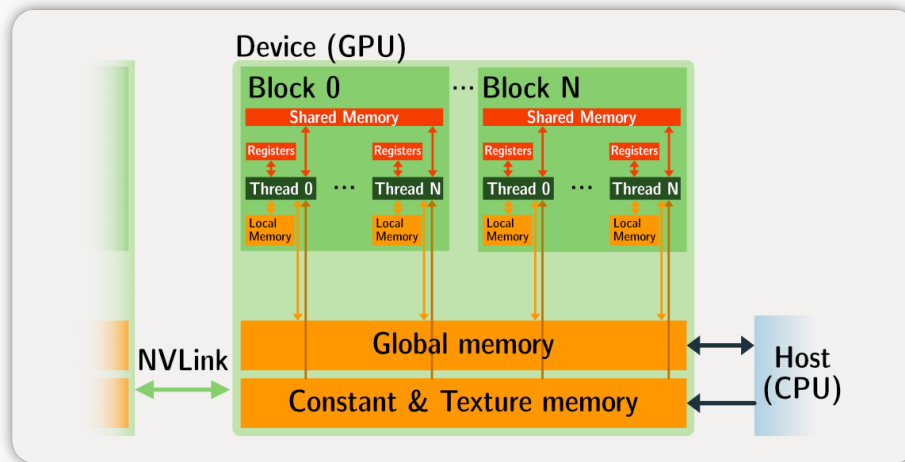 Device (GPU)
Block 0
Shared Memory
Registers
Registers
Thread 0
...
Thread N
Local
Memory
Local
Memory
...
Block N
Shared Memory
Registers
Registers
Thread 0
...
Thread N
Local
Memory
Local
Memory
Global memory
Constant & Texture memory
NVLink
Host
(CPU)